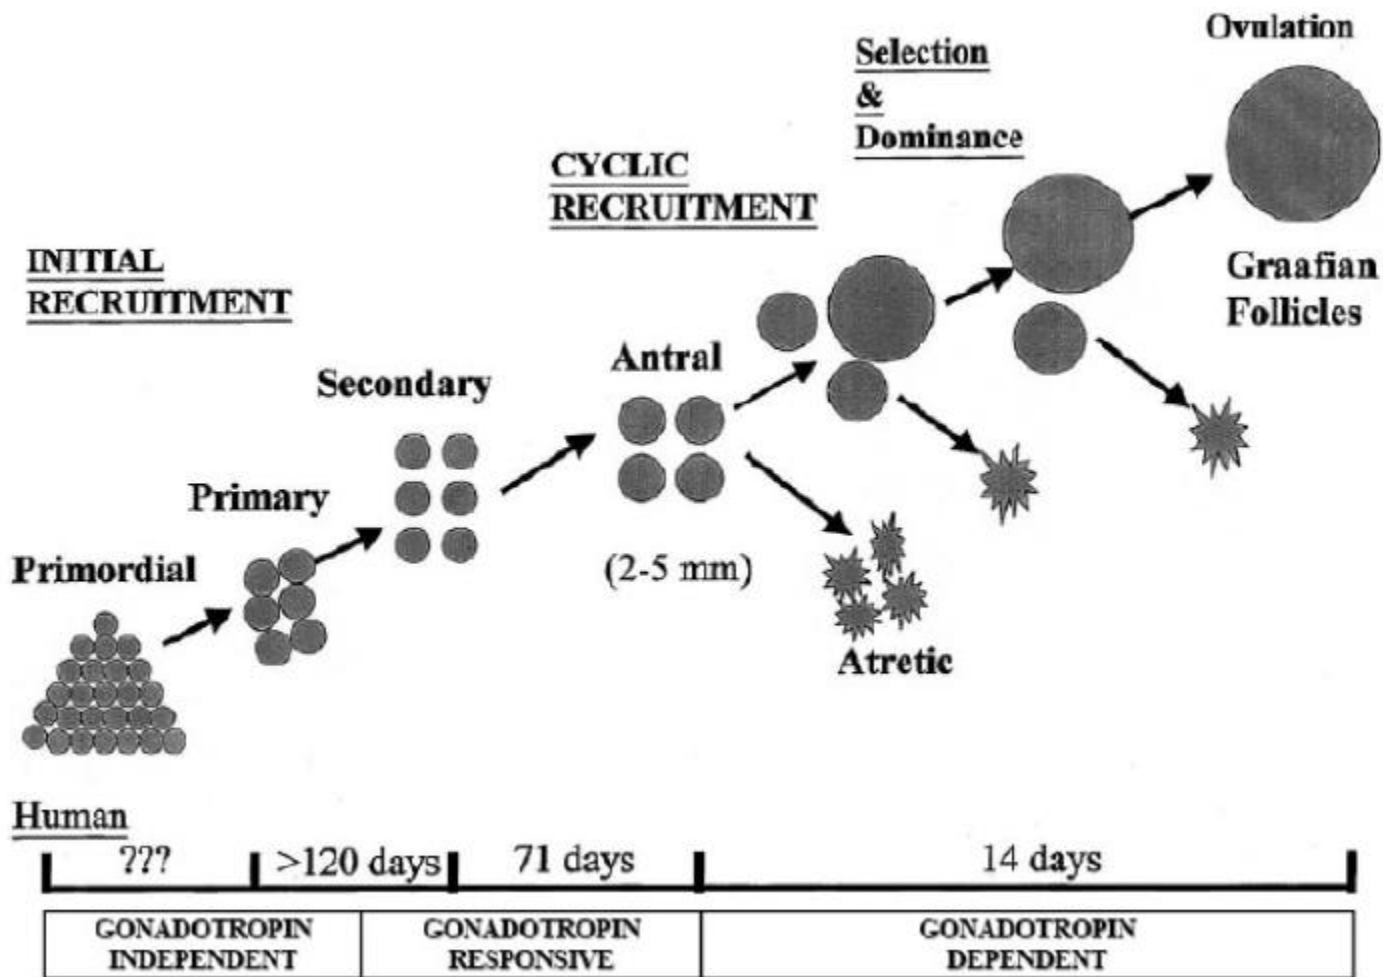 Ovulation
Selection
&
Dominance
CYCLIC
RECRUITMENT
INITIAL
RECRUITMENT
Graafian
Follicles
Antral
Secondary
Primary
Primordial
(2-5 mm)
Atretic
Human
??? >120 days 71 days 14 days
GONADOTROPIN INDEPENDENT
GONADOTROPIN RESPONSIVE
GONADOTROPIN DEPENDENT